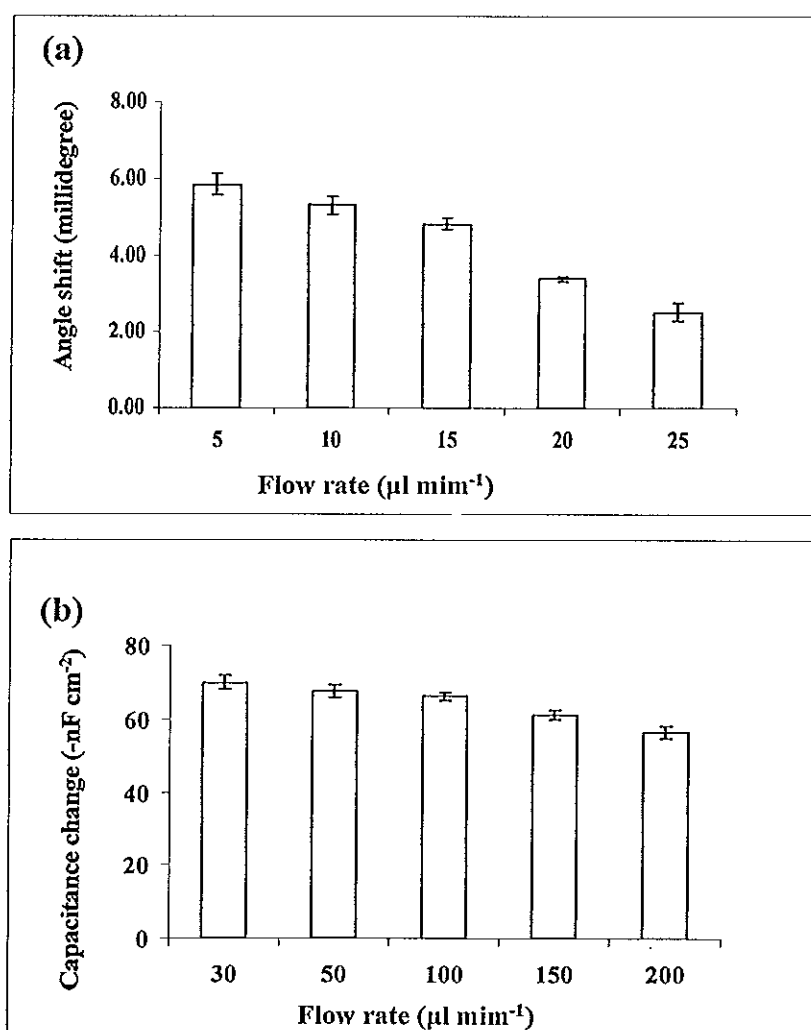 (a)
Angle shift (millidegree)
8.00
6.00
4.00
2.00
0.00
5 10 15 20 25
Flow rate (µl mim⁻¹)
(b)
Capacitance change (-nF cm⁻²)
80
60
40
20
0
30 50 100 150 200
Flow rate (µl mim⁻¹)